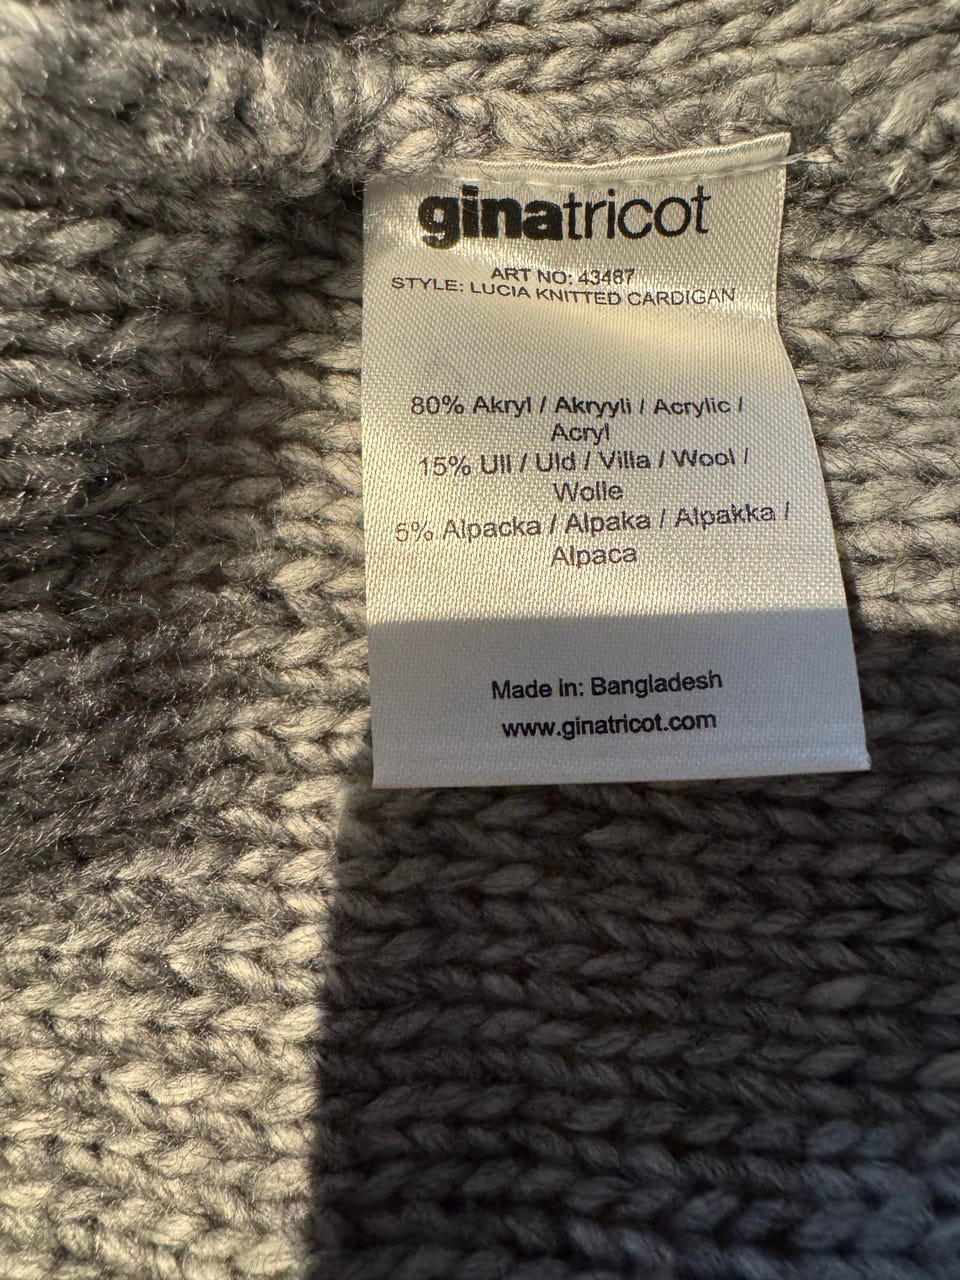 ginatricot
ART NO: 43487
STYLE: LUCIA KNITTED CARDIGAN
80% Akryl / Akryyli / Acrylic /
Acryl
15% Ull / Uld / Villa / Wool /
Wolle
5% Alpacka / Alpaka / Alpakka /
Alpaca
Made in: Bangladesh
www.ginatricot.com